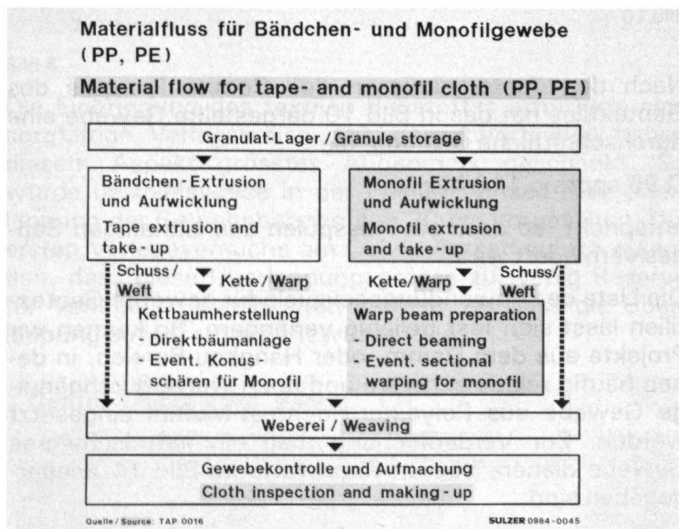 Materialfluss für Bändchen- und Monofilgewebe
(PP, PE)
Material flow for tape- and monofil cloth (PP, PE)
Granulat-Lager / Granule storage
Bändchen-Extrusion
und Aufwicklung
Tape extrusion and
take-up
Monofil Extrusion
und Aufwicklung
Monofil extrusion
and take-up
Schuss/
Weft
Kette/Warp
Kette/Warp
Schuss/
Weft
Kettbaumherstellung
- Direktbäumanlage
- Event. Konus-
schären für Monofil
Warp beam preparation
- Direct beaming
- Event. sectional
warping for monofil
Weberei / Weaving
Gewebekontrolle und Aufmachung
Cloth inspection and making-up
Quelle / Source: TAP 0016
SULZER 0984-0045